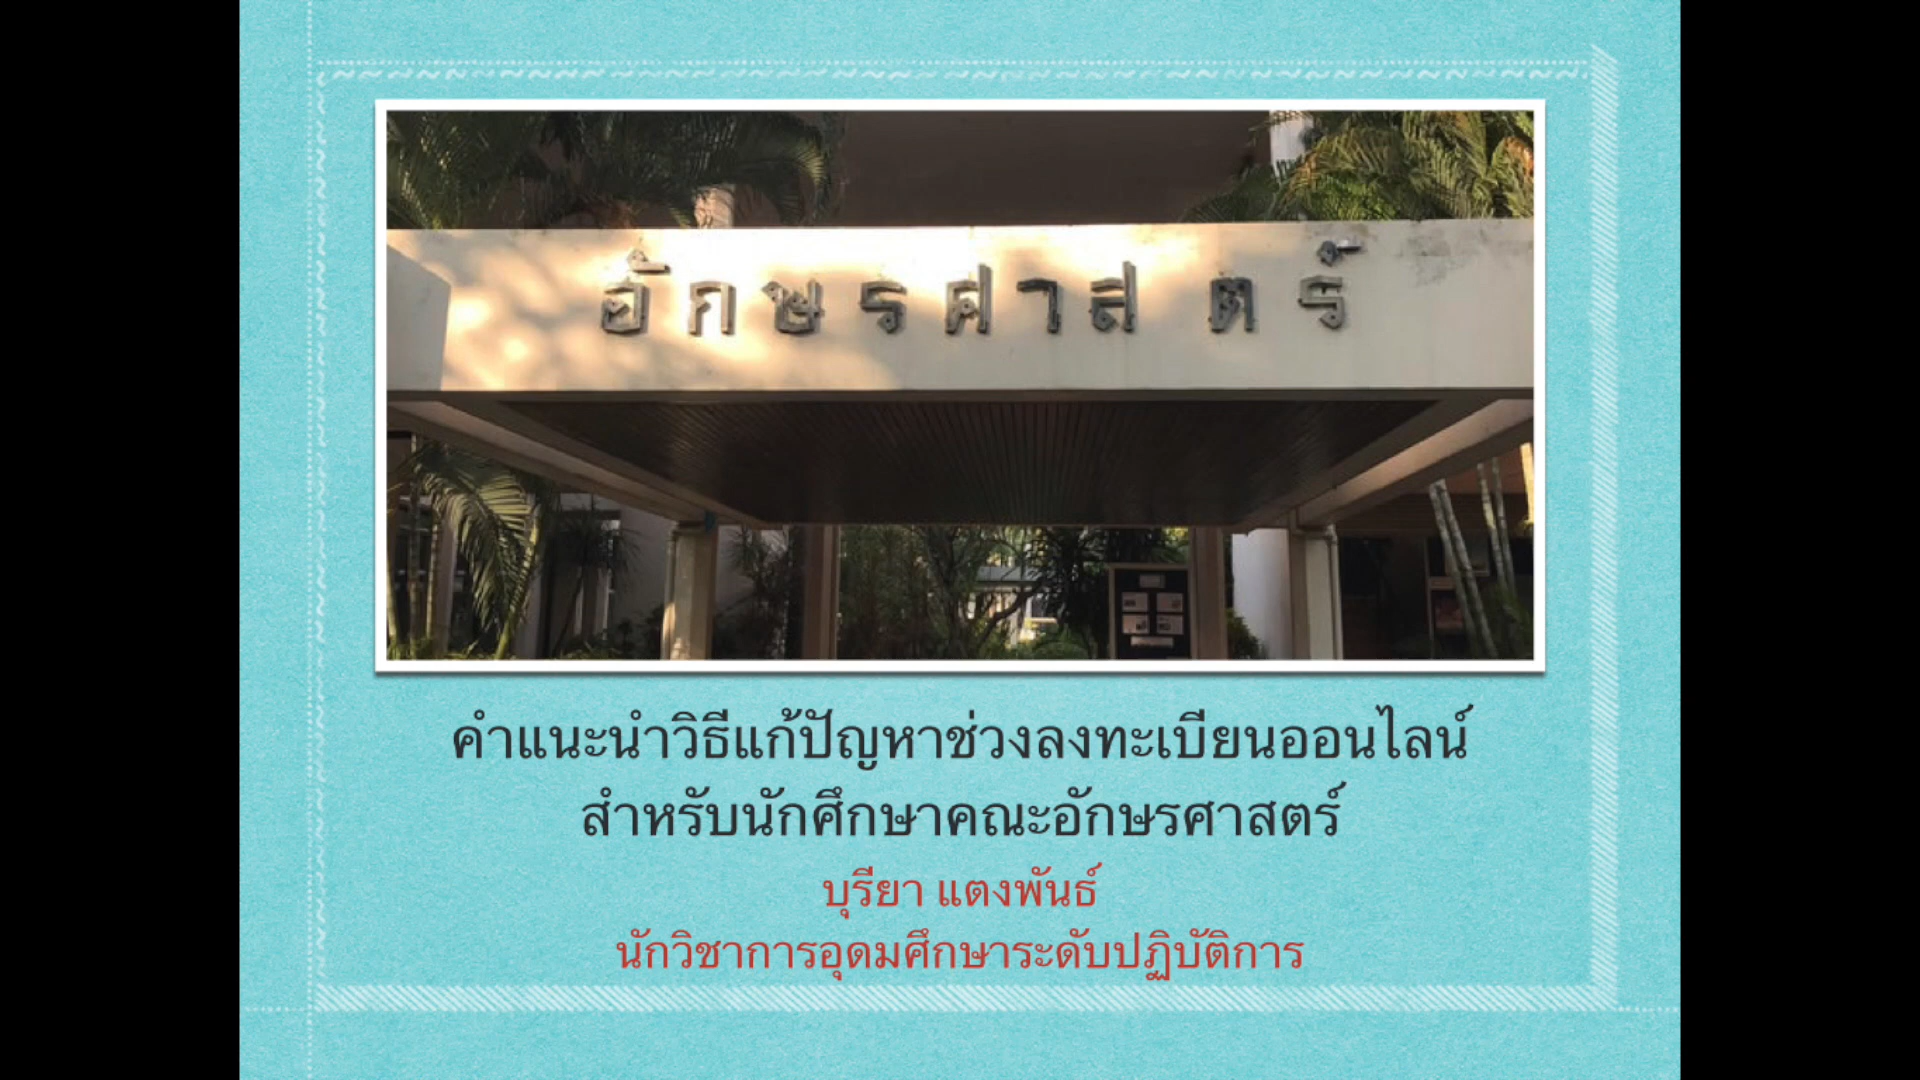 อักษรศาสตร์
คำแนะนำวิธีแก้ปัญหาช่วงลงทะเบียนออนไลน์
สำหรับนักศึกษาคณะอักษรศาสตร์
บุรียา แตงพันธ์
นักวิชาการอุดมศึกษาระดับปฏิบัติการ